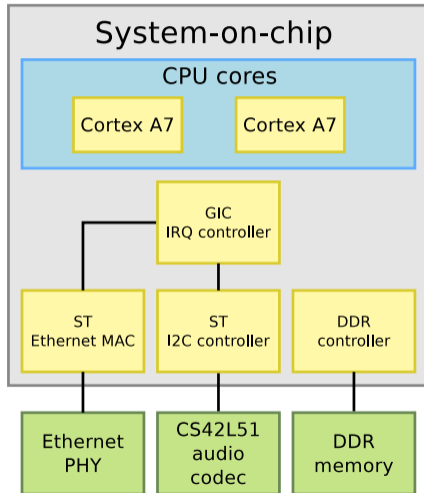 System-on-chip
CPU cores
Cortex A7
Cortex A7
GIC
IRQ controller
ST
Ethernet MAC
ST
I2C controller
DDR
controller
Ethernet
PHY
CS42L51
audio
codec
DDR
memory